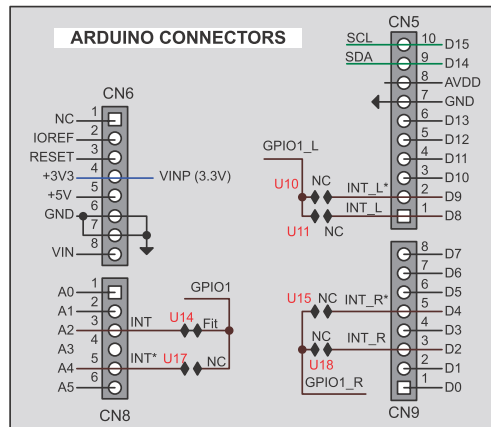 ARDUINO CONNECTORS
CN5
SCL 10 D15
SDA 9 D14
8 AVDD
7 GND
6 D13
5 D12
4 D11
3 D10
GPIO1_L
U10 NC INT_L* 2 D9
INT_L 1 D8
U11 NC
CN6
NC 1
IOREF 2
RESET 3
+3V3 4 VINP (3.3V)
+5V 5
GND 6
7
VIN 8
A0 1
A1 2
A2 3 INT U14 Fit
GPIO1
A3 4
A4 5 INT* U17 NC
A5 6
CN8
8 D7
7 D6
6 D5
U15 NC INT_R* 5 D4
4 D3
NC INT_R 3 D2
U18
2 D1
GPIO1_R 1 D0
CN9